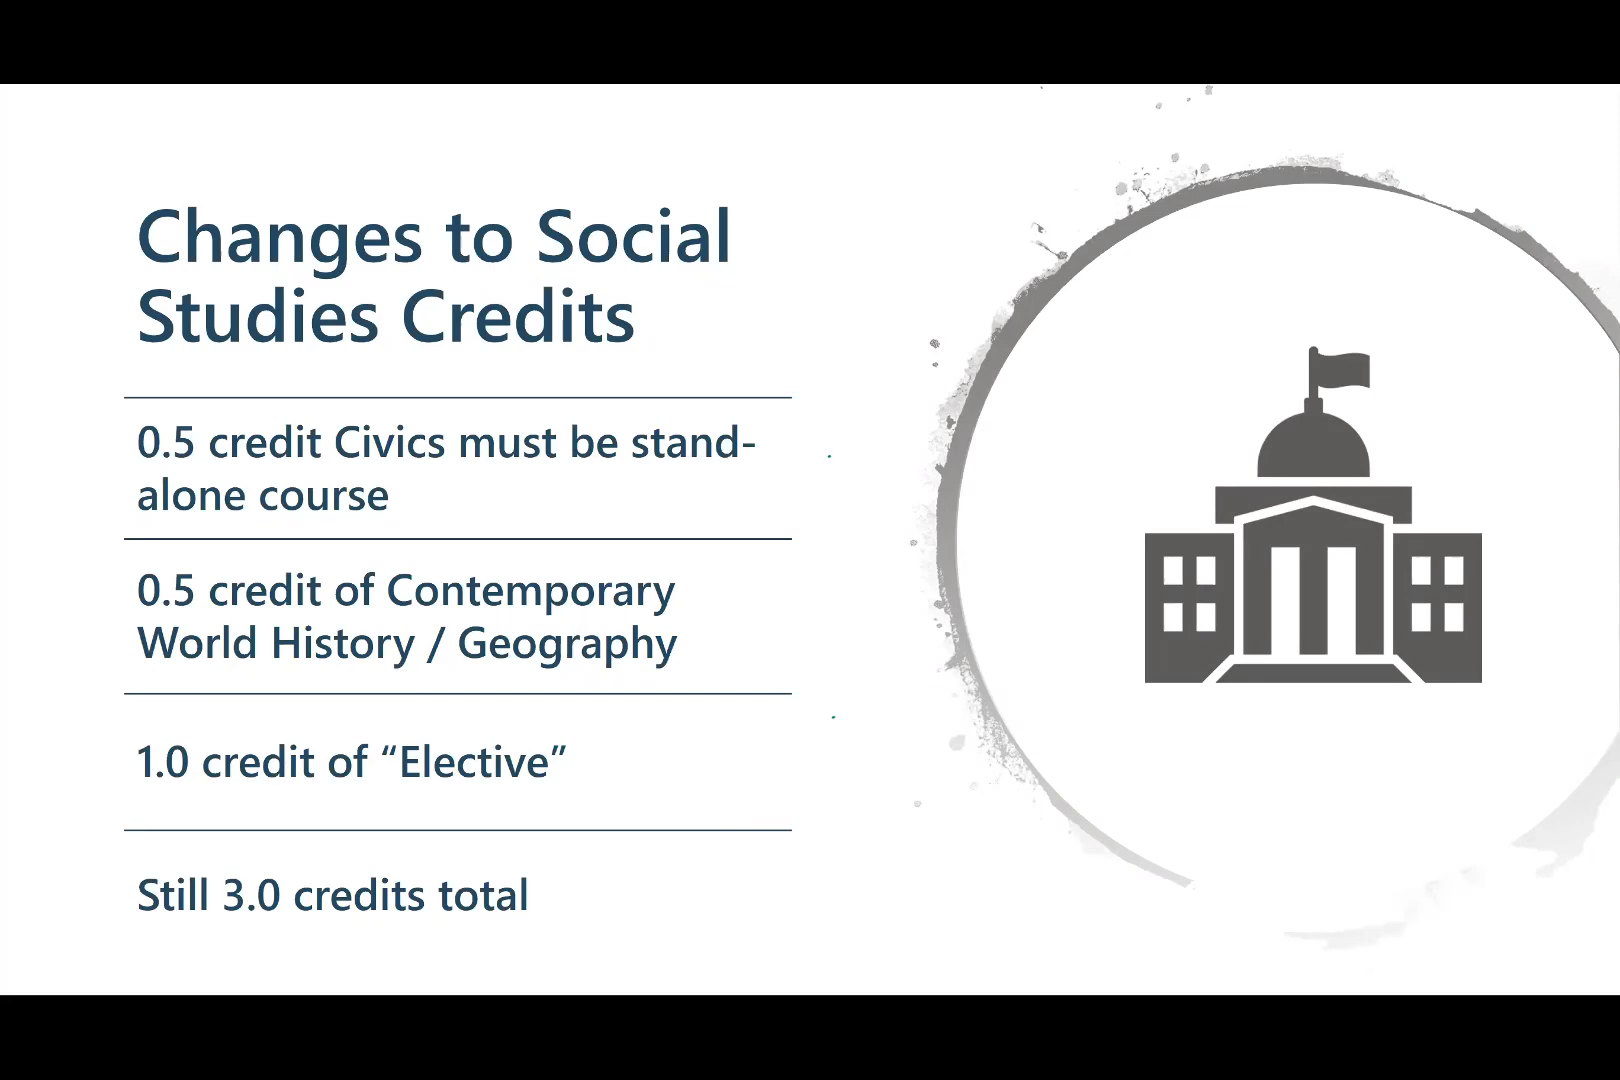 Changes to Social
Studies Credits
0.5 credit Civics must be stand-
alone course
0.5 credit of Contemporary
World History / Geography
1.0 credit of “Elective”
Still 3.0 credits total